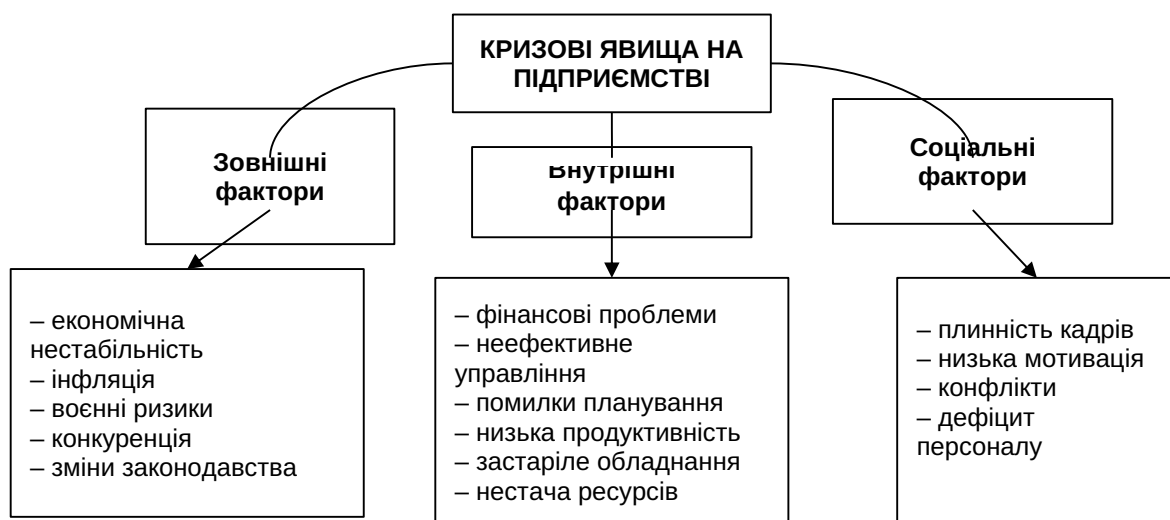 КРИЗОВІ ЯВИЩА НА
ПІДПРИЄМСТВІ
Зовнішні
фактори
Внутрішні
фактори
Соціальні
фактори
– економічна
нестабільність
– інфляція
– воєнні ризики
– конкуренція
– зміни законодавства
– фінансові проблеми
– неефективне
управління
– помилки планування
– низька продуктивність
– застаріле обладнання
– нестача ресурсів
– плинність кадрів
– низька мотивація
– конфлікти
– дефіцит
персоналу